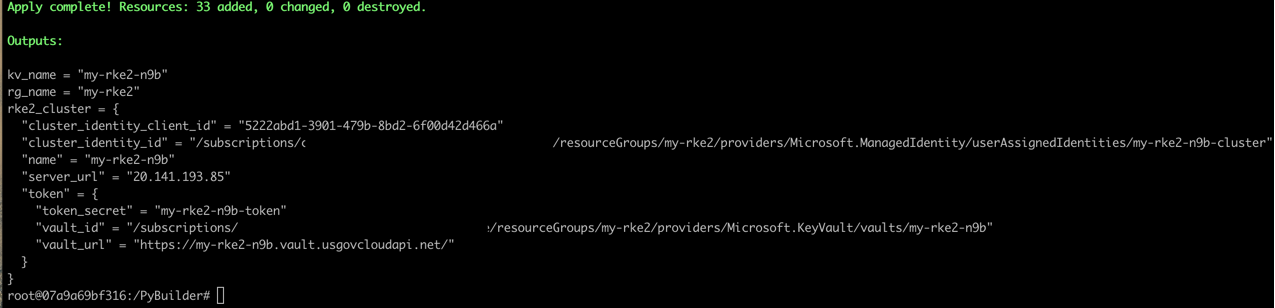 Apply complete! Resources: 33 added, 0 changed, 0 destroyed.
Outputs:
kv_name = "my-rke2-n9b"
rg_name = "my-rke2"
rke2_cluster = {
  "cluster_identity_client_id" = "5222abd1-3901-479b-8bd2-6f00d42d466a"
  "cluster_identity_id" = "/subscriptions/c /resourceGroups/my-rke2/providers/Microsoft.ManagedIdentity/userAssignedIdentities/my-rke2-n9b-cluster"
  "name" = "my-rke2-n9b"
  "server_url" = "20.141.193.85"
  "token" = {
    "token_secret" = "my-rke2-n9b-token"
    "vault_id" = "/subscriptions/ /resourceGroups/my-rke2/providers/Microsoft.KeyVault/vaults/my-rke2-n9b"
    "vault_url" = "https://my-rke2-n9b.vault.usgovcloudapi.net/"
  }
}
root@07a9a69bf316:/PyBuilder#